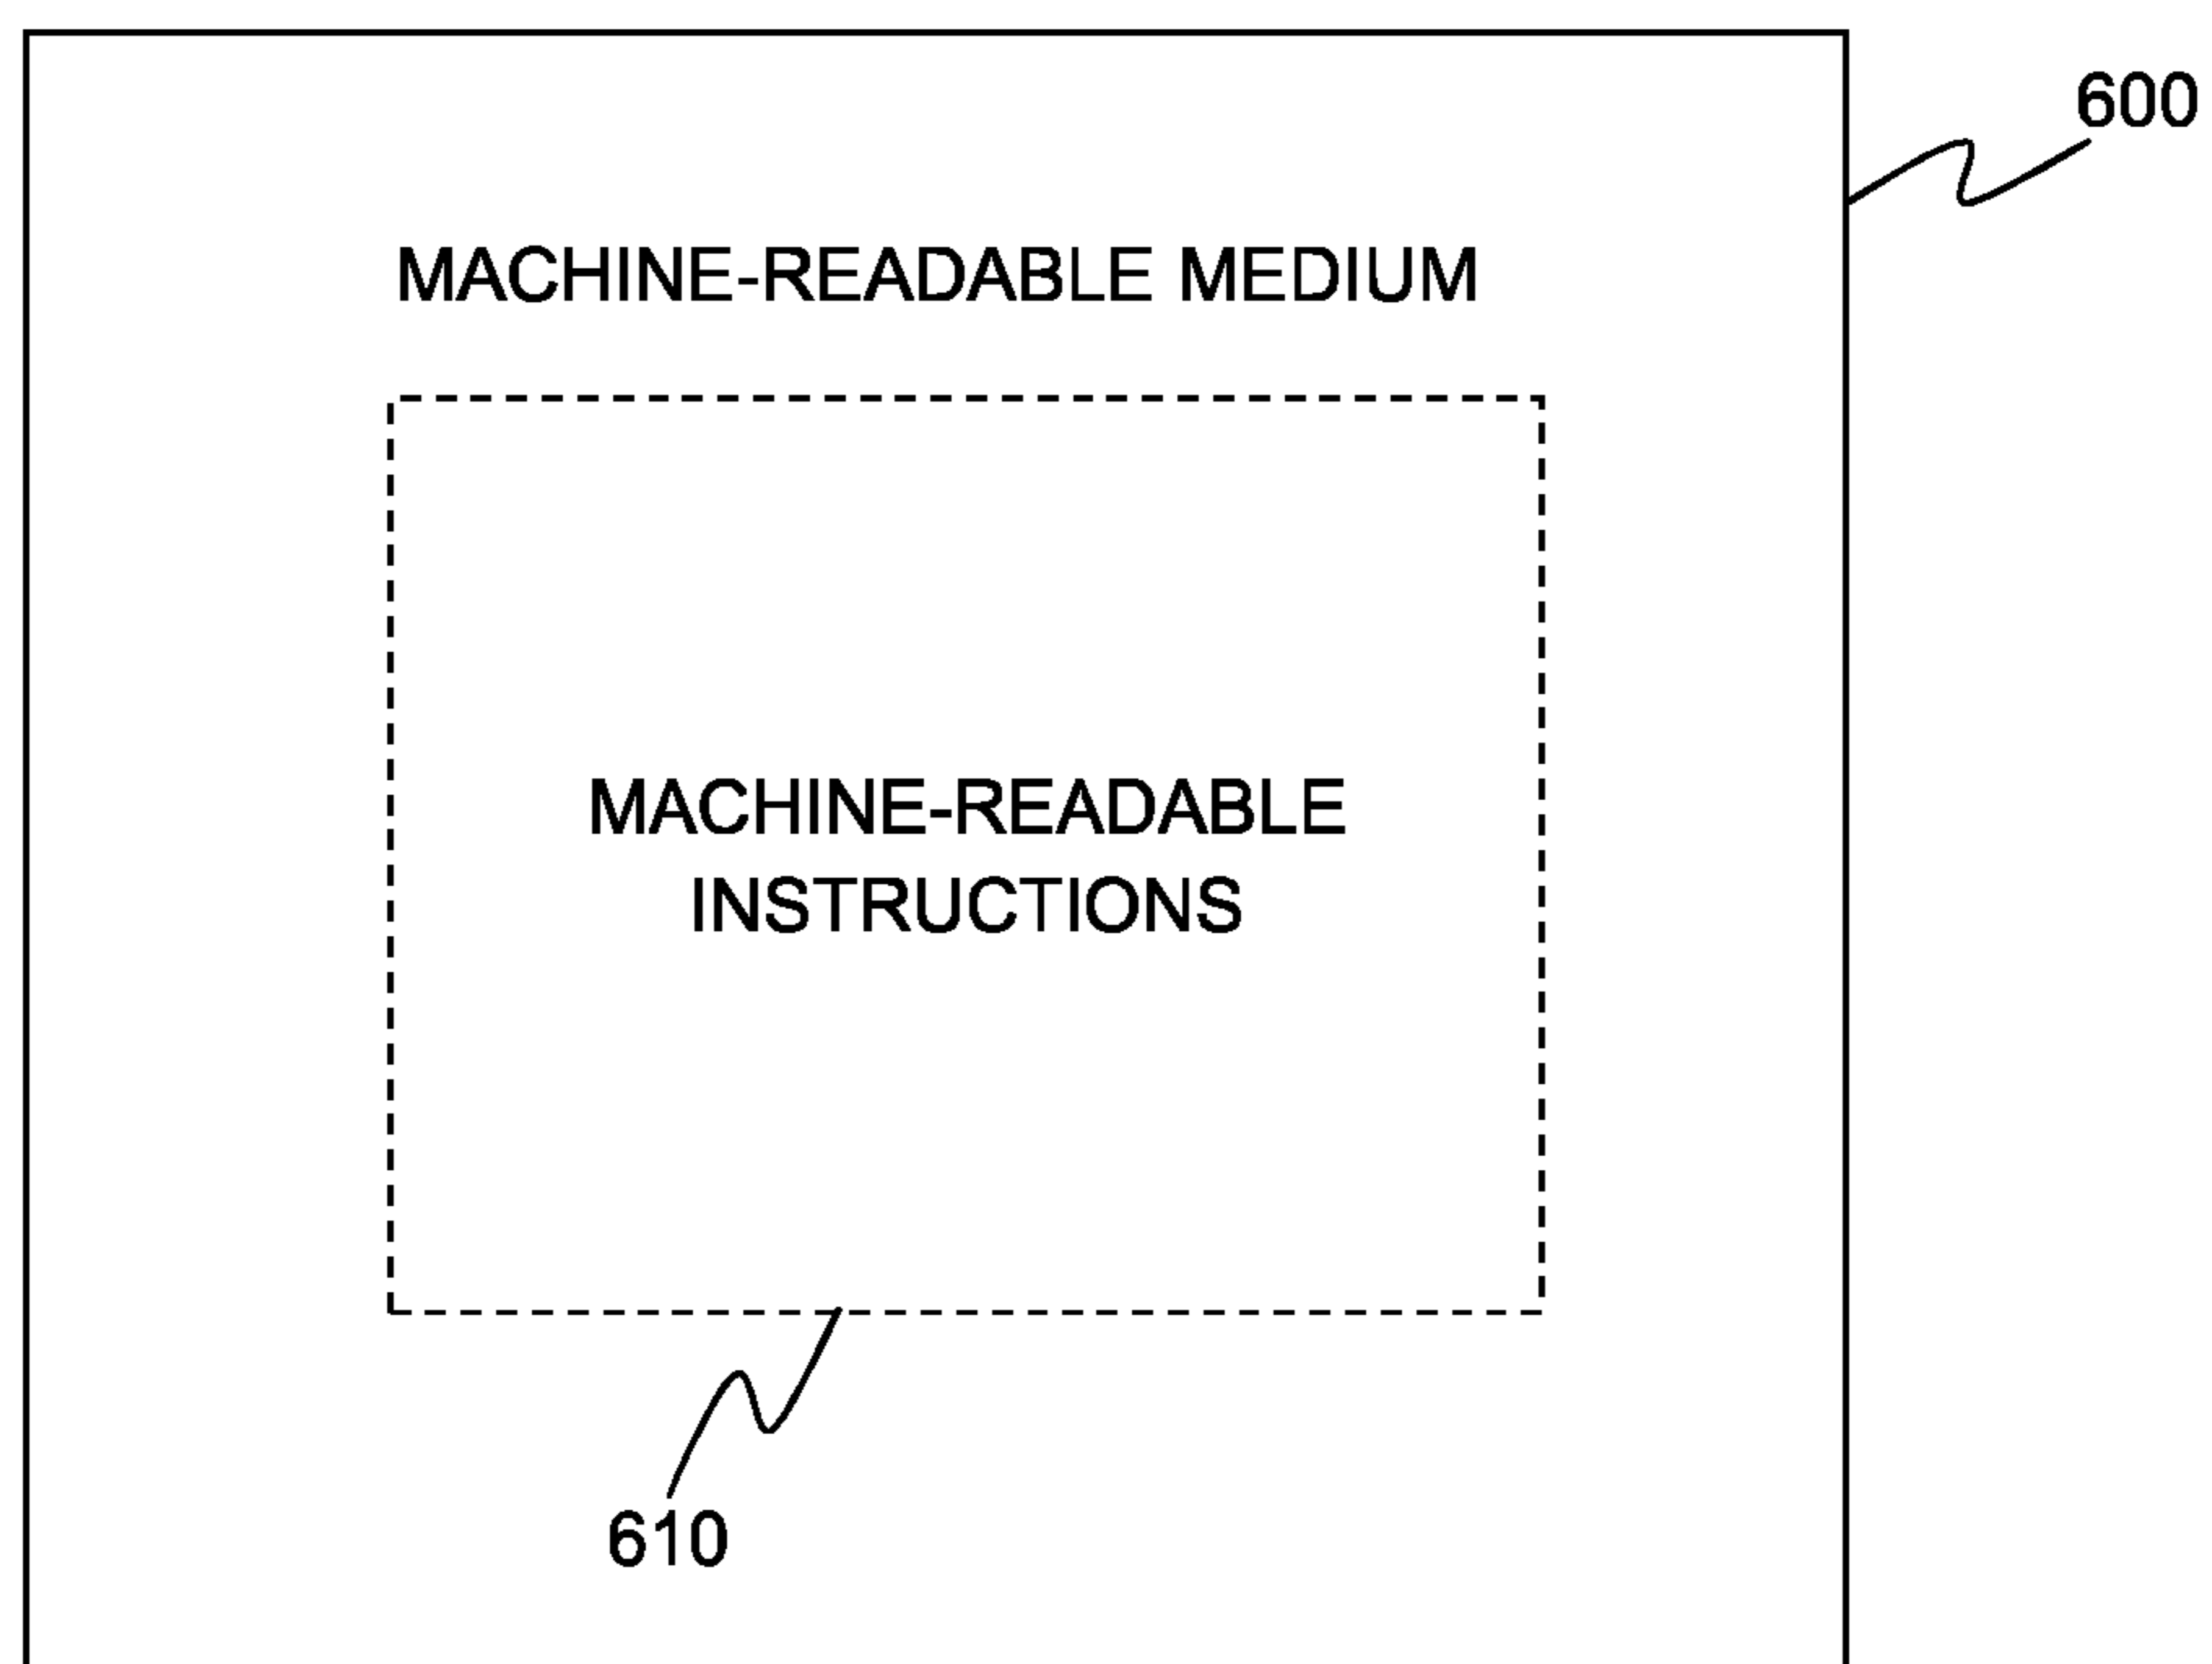 600
MACHINE-READABLE MEDIUM
MACHINE-READABLE
INSTRUCTIONS
610